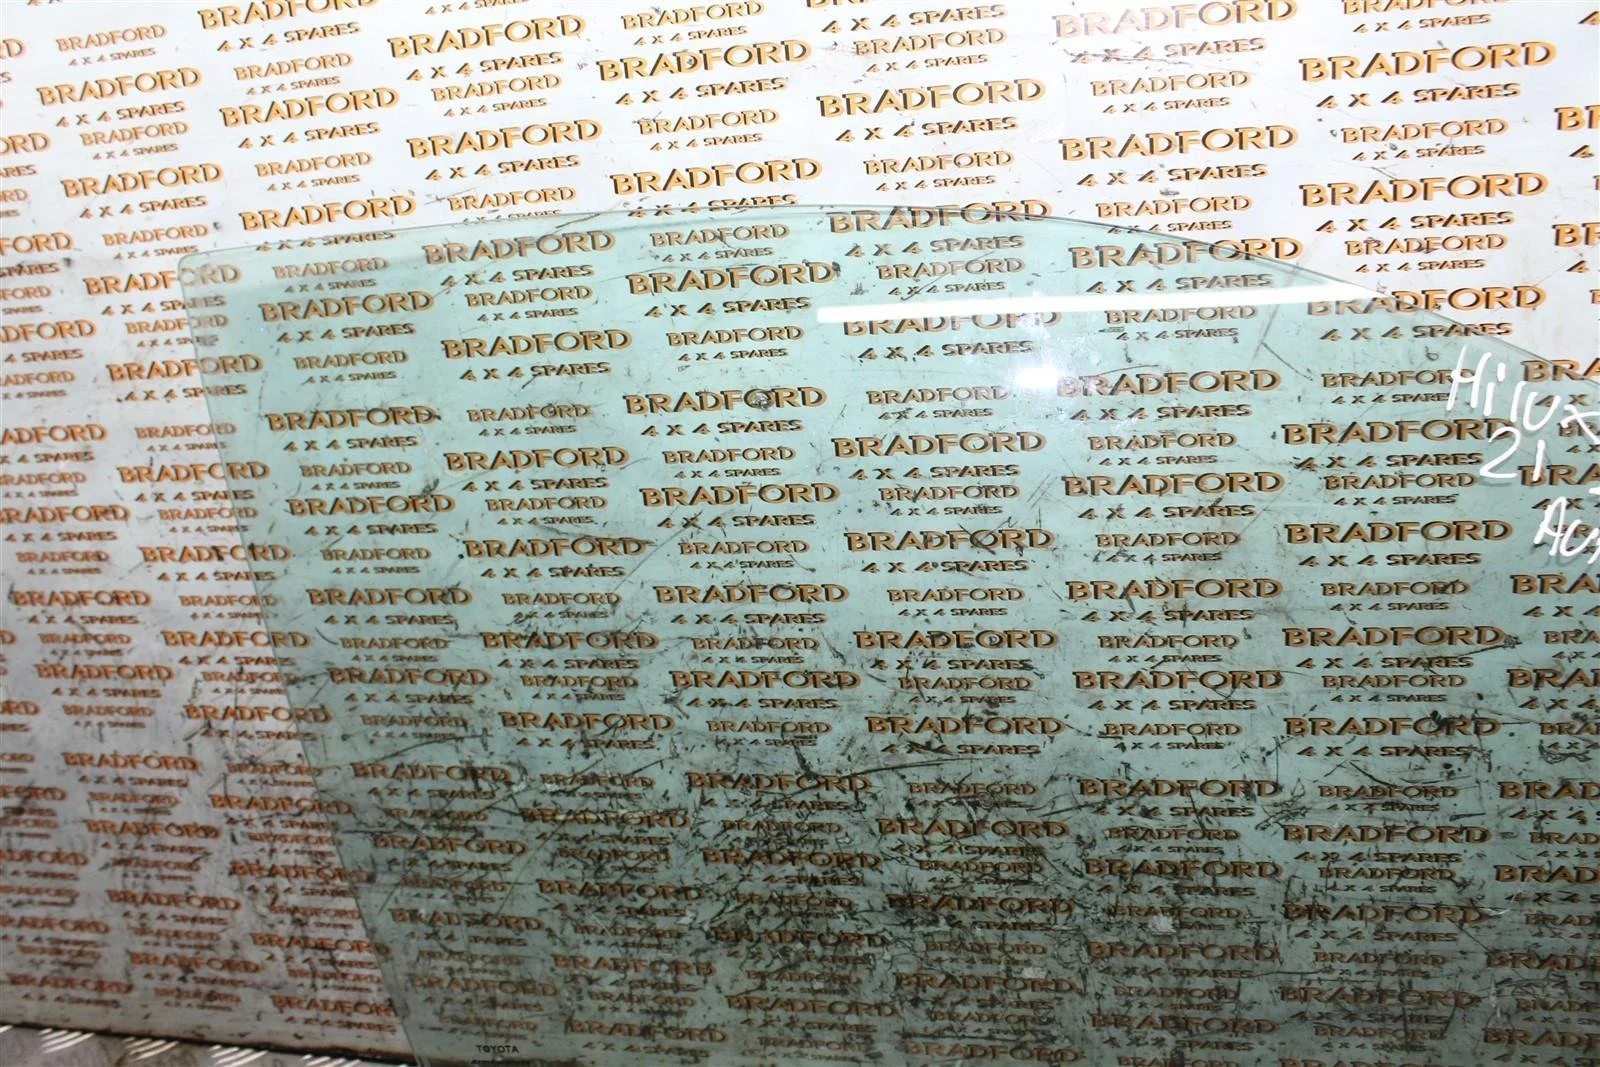 BRADFORD
4 X 4 SPARES
Hilux
21
TOYOTA